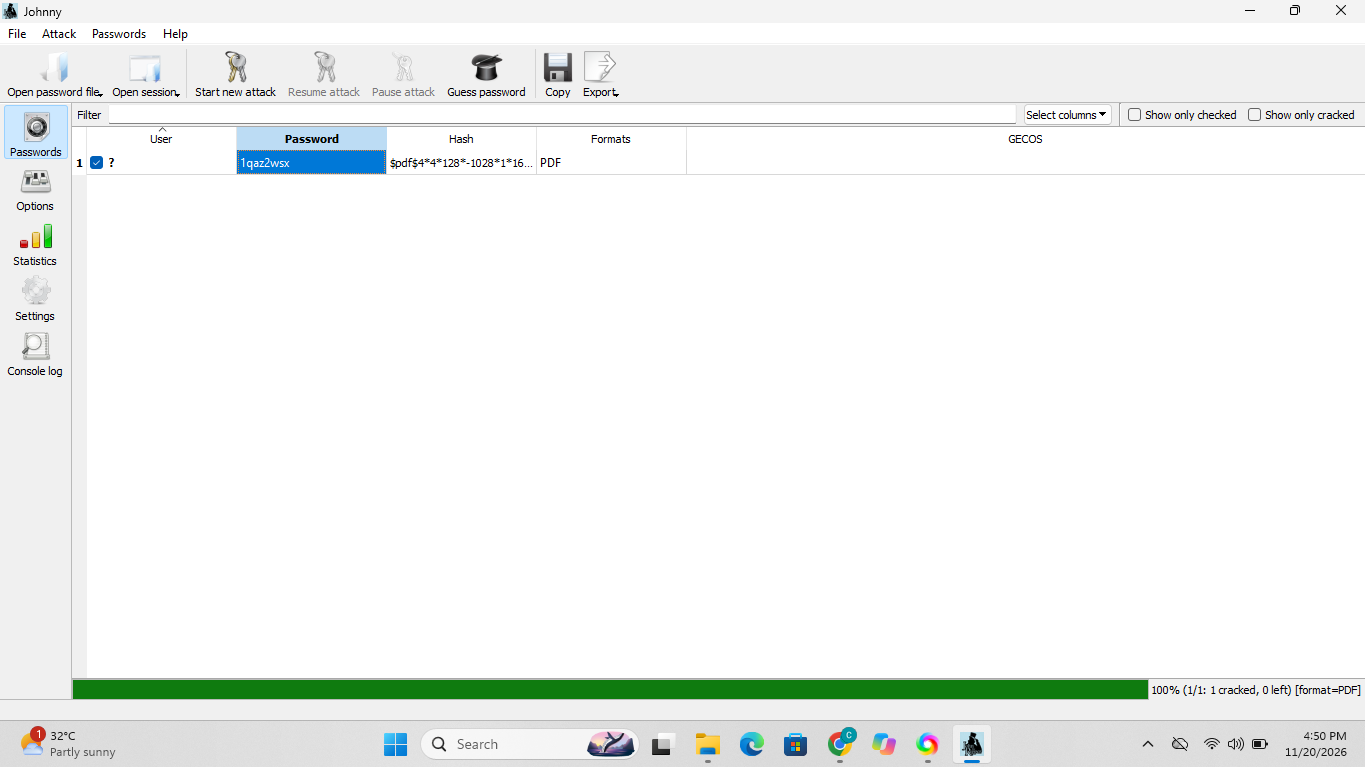 Johnny
File Attack Passwords Help
Open password file Open session Start new attack Resume attack Pause attack Guess password Copy Export
Passwords
Options
Statistics
Settings
Console log
Filter Select columns Show only checked Show only cracked
User Password Hash Formats GECOS
1 ? 1qaz2wsx $pdf$4*4*128*-1028*1*16... PDF
100% (1/1: 1 cracked, 0 left) [format=PDF]
1 32°C
Partly sunny
Search
C
4:50 PM
11/20/2026